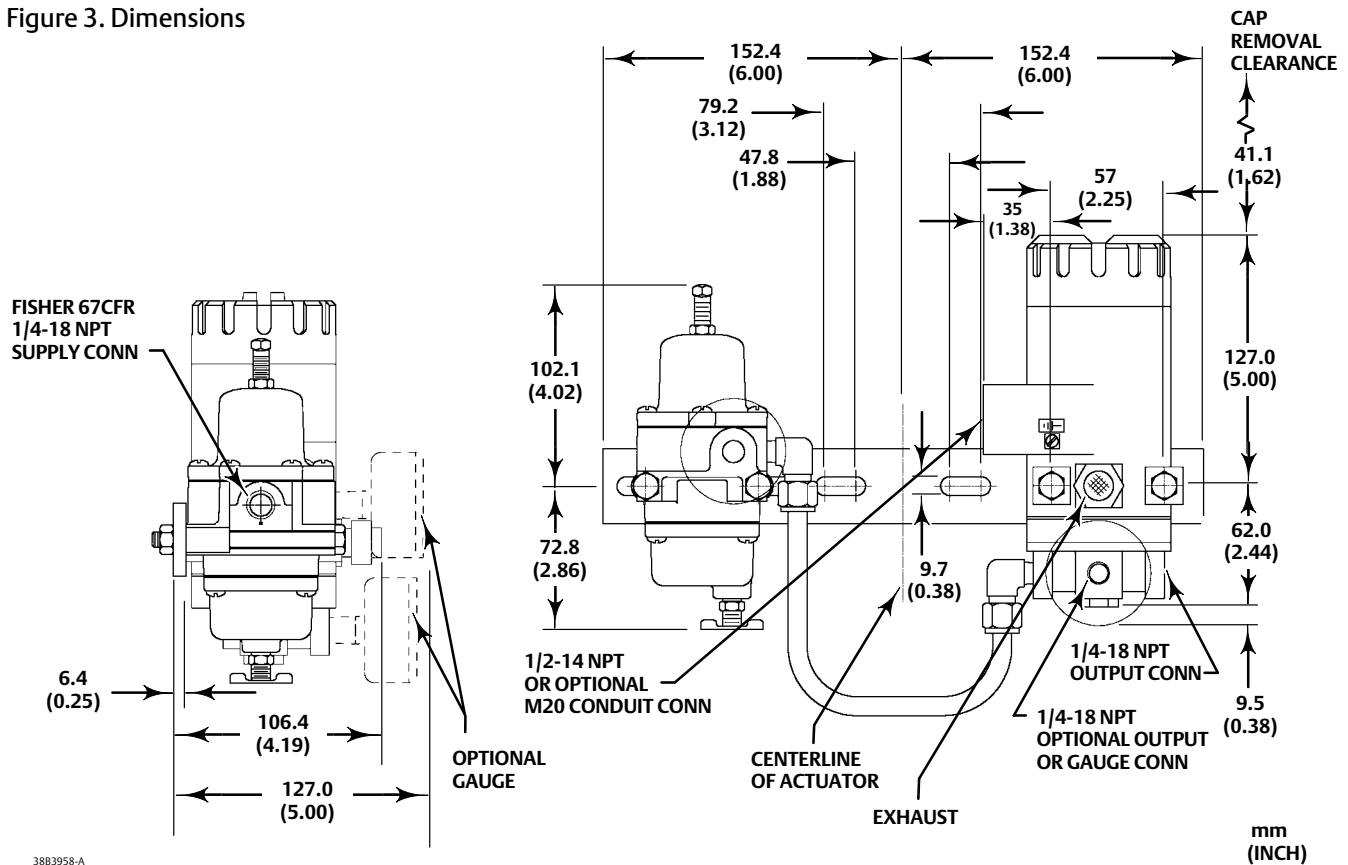 Figure 3. Dimensions
CAP
REMOVAL
CLEARANCE
152.4
(6.00)
152.4
(6.00)
79.2
(3.12)
47.8
(1.88)
41.1
(1.62)
57
(2.25)
35
(1.38)
FISHER 67CFR
1/4-18 NPT
SUPPLY CONN
102.1
(4.02)
127.0
(5.00)
72.8
(2.86)
62.0
(2.44)
9.7
(0.38)
6.4
(0.25)
106.4
(4.19)
127.0
(5.00)
OPTIONAL
GAUGE
1/2-14 NPT
OR OPTIONAL
M20 CONDUIT CONN
CENTERLINE
OF ACTUATOR
EXHAUST
1/4-18 NPT
OUTPUT CONN
1/4-18 NPT
OPTIONAL OUTPUT
OR GAUGE CONN
9.5
(0.38)
mm
(INCH)
38B3958-A